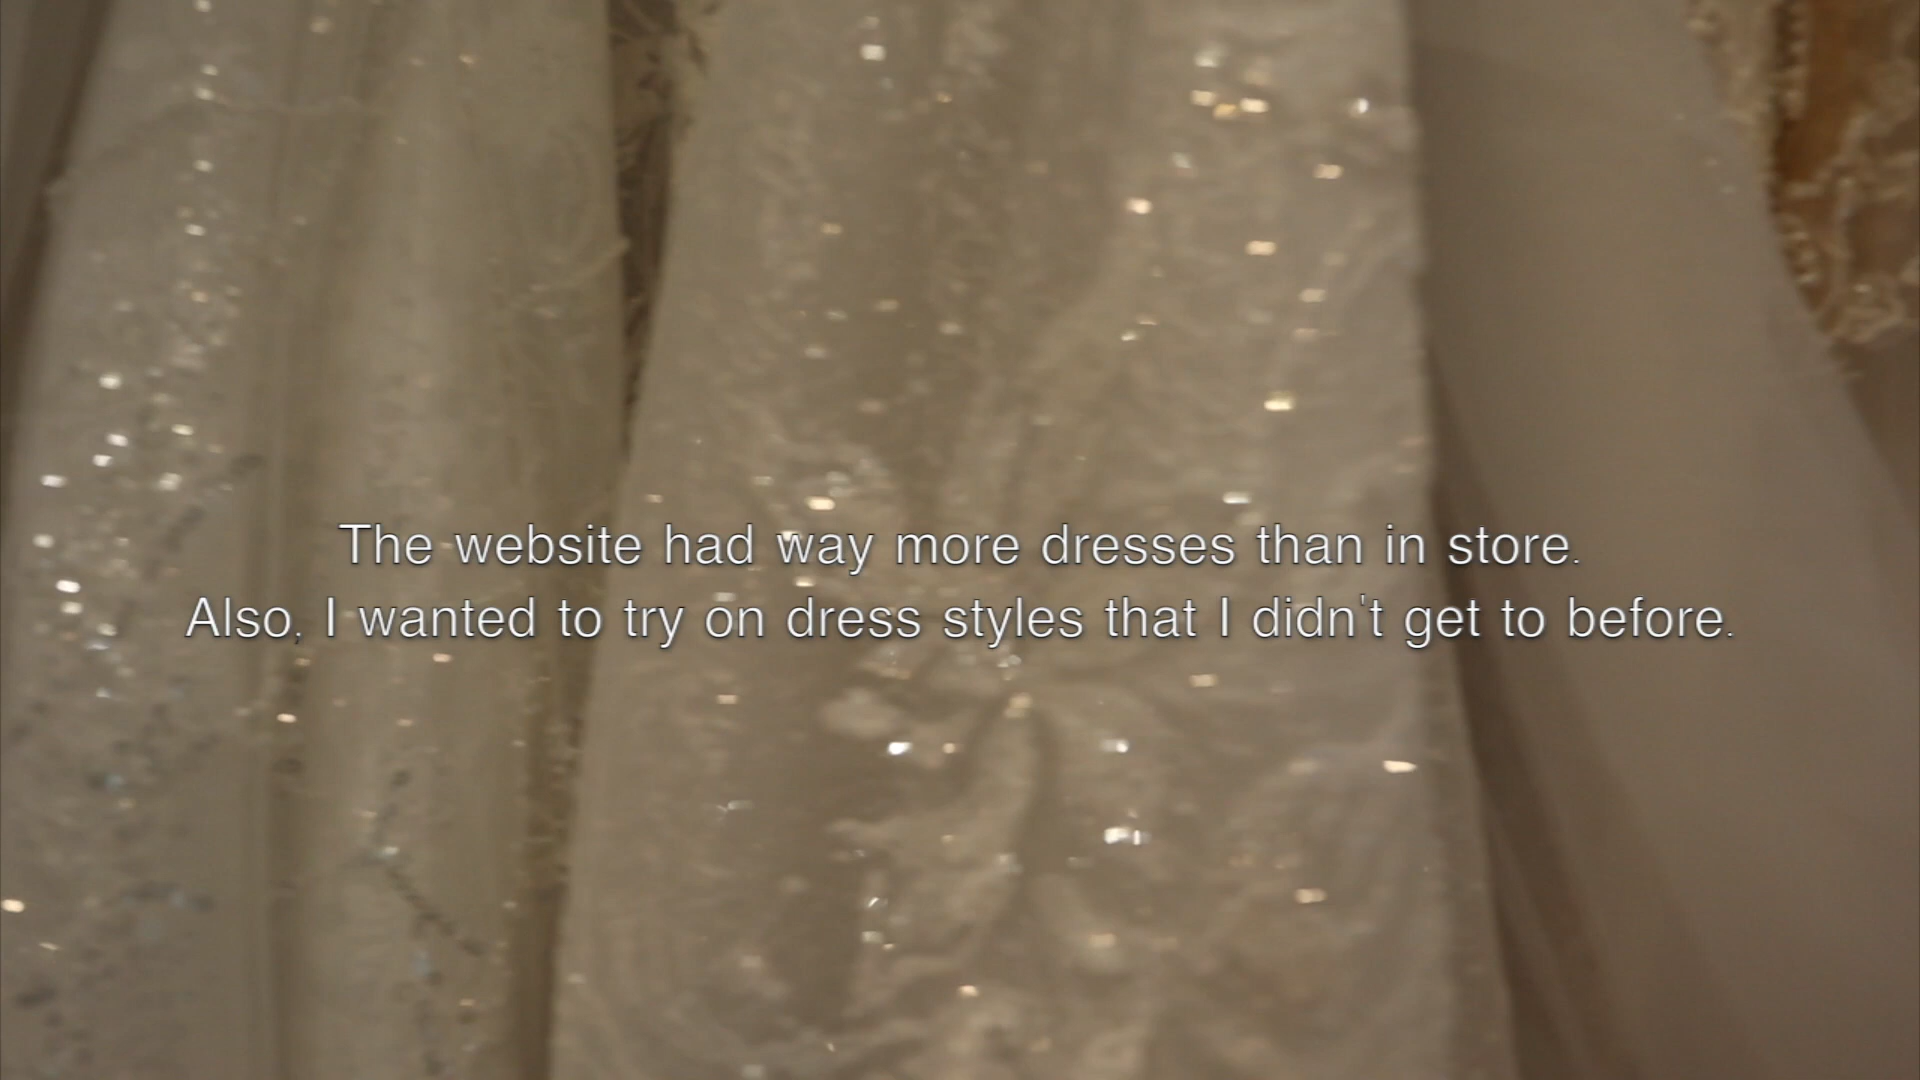 The website had way more dresses than in store.
Also, I wanted to try on dress styles that I didn't get to before.